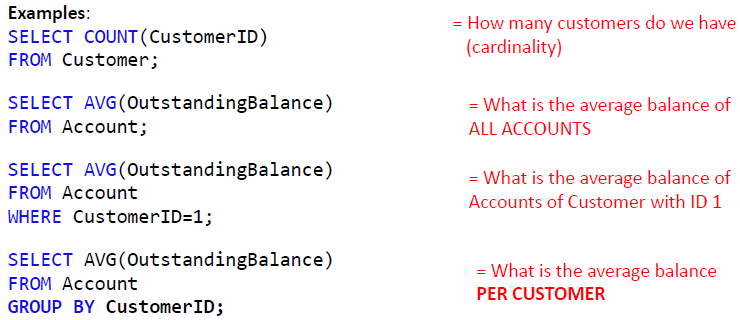 Examples:
SELECT COUNT(CustomerID)
FROM Customer;
= How many customers do we have
(cardinality)
SELECT AVG(OutstandingBalance)
FROM Account;
= What is the average balance of
ALL ACCOUNTS
SELECT AVG(OutstandingBalance)
FROM Account
WHERE CustomerID=1;
= What is the average balance of
Accounts of Customer with ID 1
SELECT AVG(OutstandingBalance)
FROM Account
GROUP BY CustomerID;
= What is the average balance
PER CUSTOMER